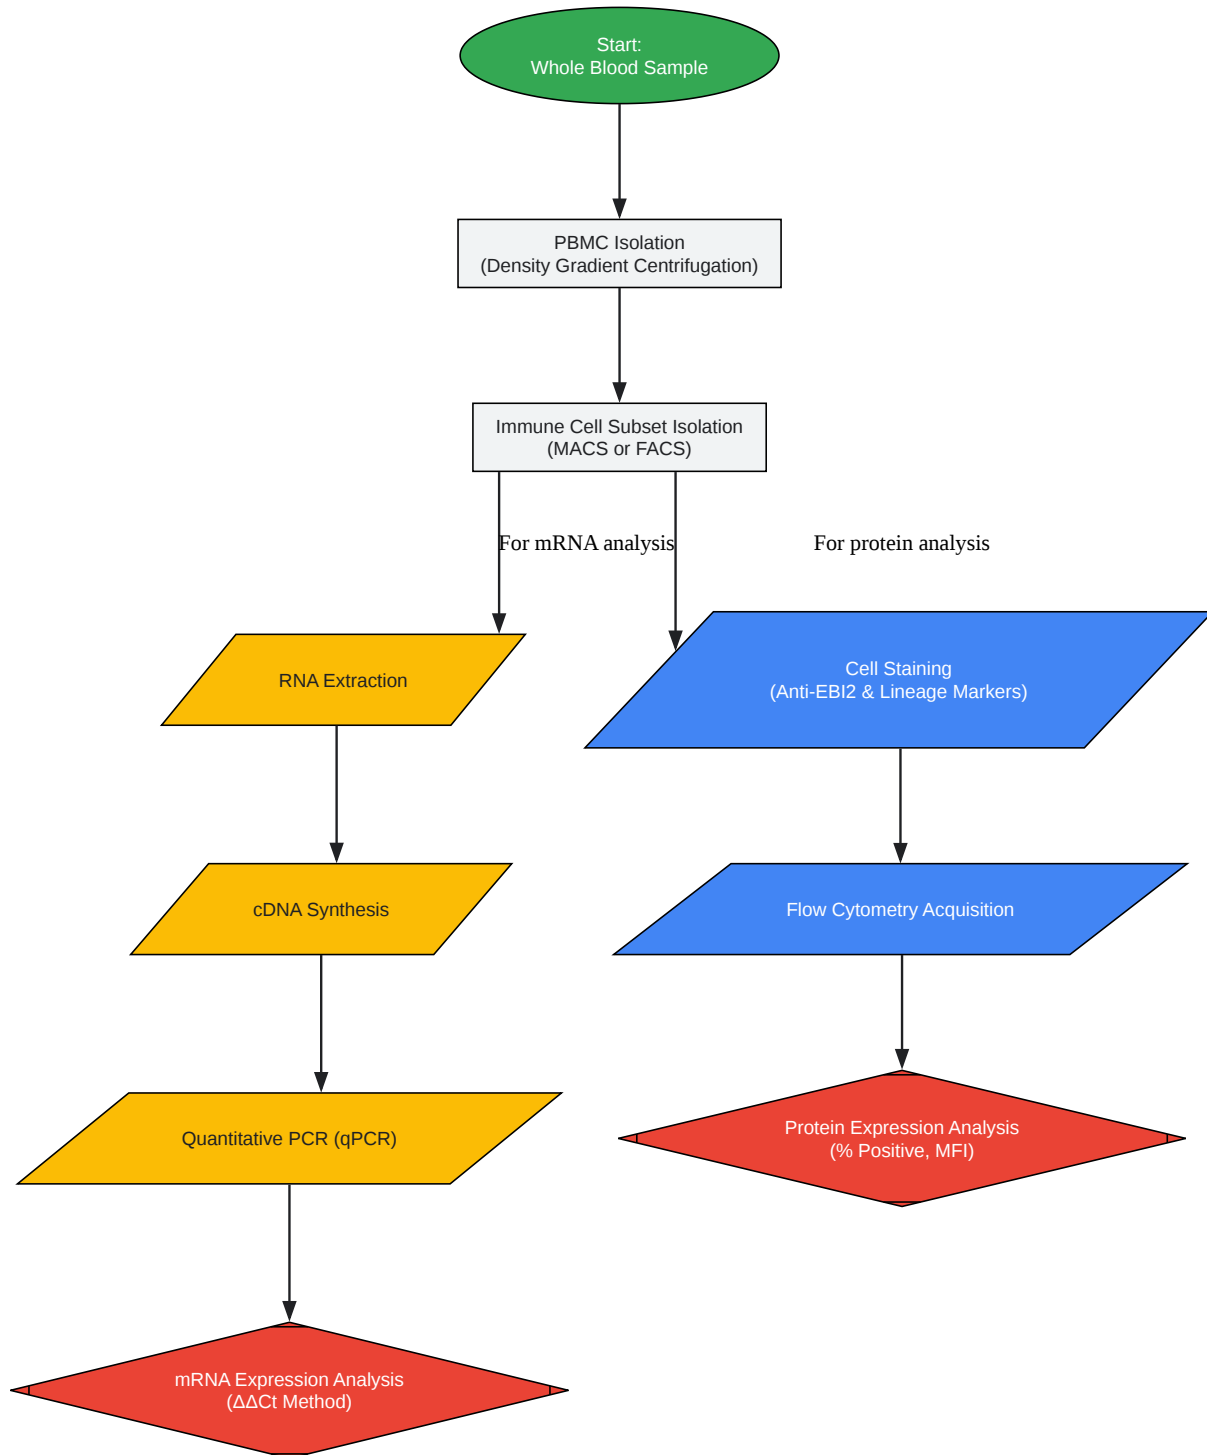 Start:
Whole Blood Sample
PBMC Isolation
(Density Gradient Centrifugation)
Immune Cell Subset Isolation
(MACS or FACS)
For mRNA analysis
For protein analysis
RNA Extraction
Cell Staining
(Anti-EBI2 & Lineage Markers)
cDNA Synthesis
Flow Cytometry Acquisition
Quantitative PCR (qPCR)
Protein Expression Analysis
(% Positive, MFI)
mRNA Expression Analysis
(ΔΔCt Method)